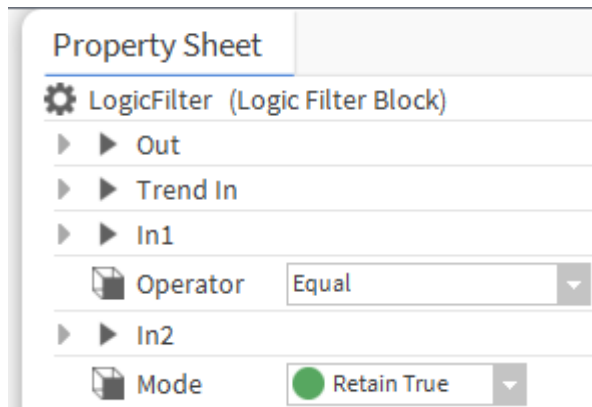 Property Sheet
LogicFilter (Logic Filter Block)
Out
Trend In
In1
Operator Equal
In2
Mode Retain True